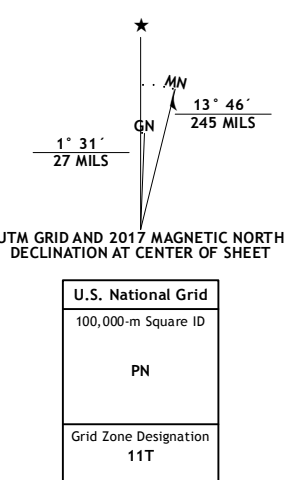 ★
MN
GN
13° 46´
245 MILS
1° 31´
27 MILS
UTM GRID AND 2017 MAGNETIC NORTH
DECLINATION AT CENTER OF SHEET
U.S. National Grid
100,000-m Square ID
PN
Grid Zone Designation
11T